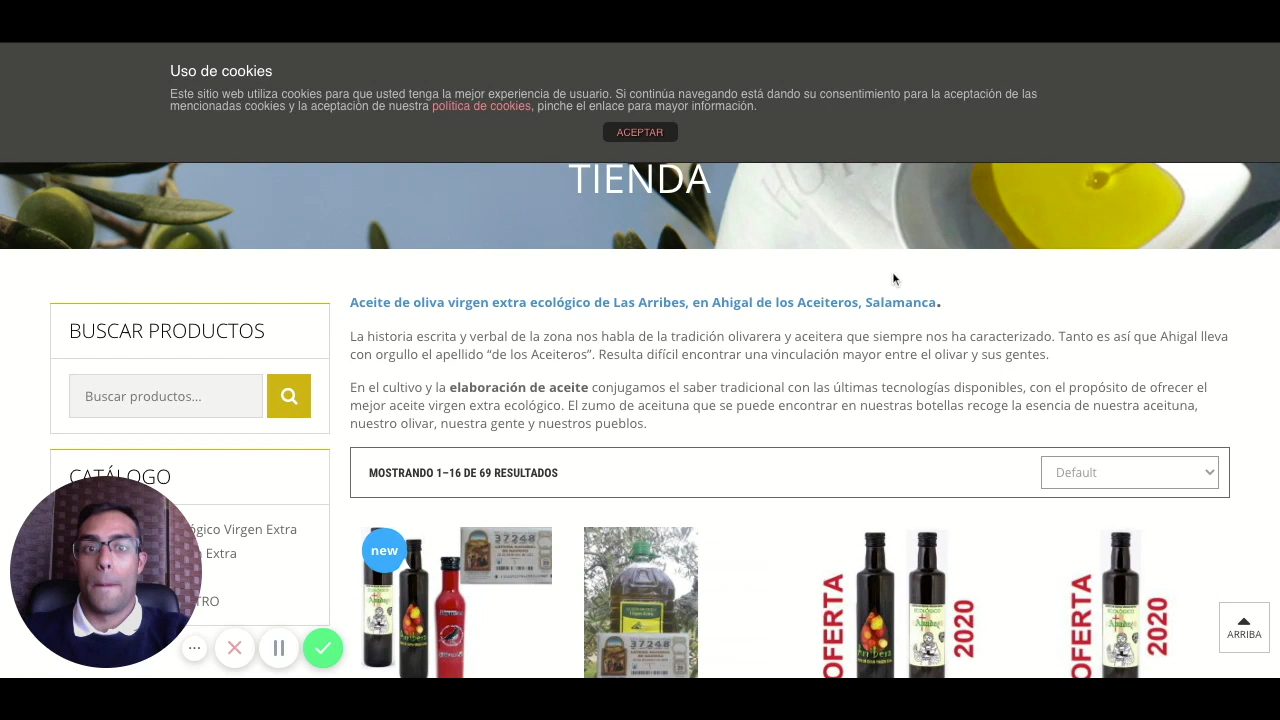 Uso de cookies
Este sitio web utiliza cookies para que usted tenga la mejor experiencia de usuario. Si continúa navegando está dando su consentimiento para la aceptación de las
mencionadas cookies y la aceptación de nuestra política de cookies, pinche el enlace para mayor información.
ACEPTAR
TIENDA
Aceite de oliva virgen extra ecológico de Las Arribes, en Ahigal de los Aceiteros, Salamanca.
BUSCAR PRODUCTOS
Buscar productos...
La historia escrita y verbal de la zona nos habla de la tradición olivarera y aceitera que siempre nos ha caracterizado. Tanto es así que Ahigal lleva
con orgullo el apellido “de los Aceiteros”. Resulta difícil encontrar una vinculación mayor entre el olivar y sus gentes.
En el cultivo y la elaboración de aceite conjugamos el saber tradicional con las últimas tecnologías disponibles, con el propósito de ofrecer el
mejor aceite virgen extra ecológico. El zumo de aceituna que se puede encontrar en nuestras botellas recoge la esencia de nuestra aceituna,
nuestro olivar, nuestra gente y nuestros pueblos.
MOSTRANDO 1–16 DE 69 RESULTADOS
Default
CATÁLOGO
ógico Virgen Extra
Extra
TRO
new
37248
37248
OFERTA
2020
OFERTA
2020
ARRIBA